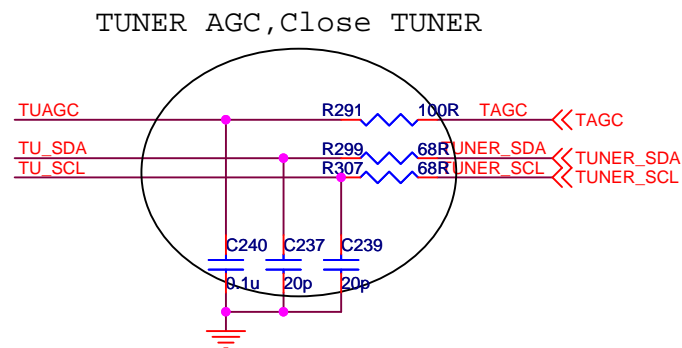 TUNER AGC,Close TUNER
TUAGC R291 100R TAGC TAGC
TU_SDA R299 68R TUNER_SDA TUNER_SDA
TU_SCL R307 68R TUNER_SCL TUNER_SCL
C240 C237 C239
0.1u 20p 20p